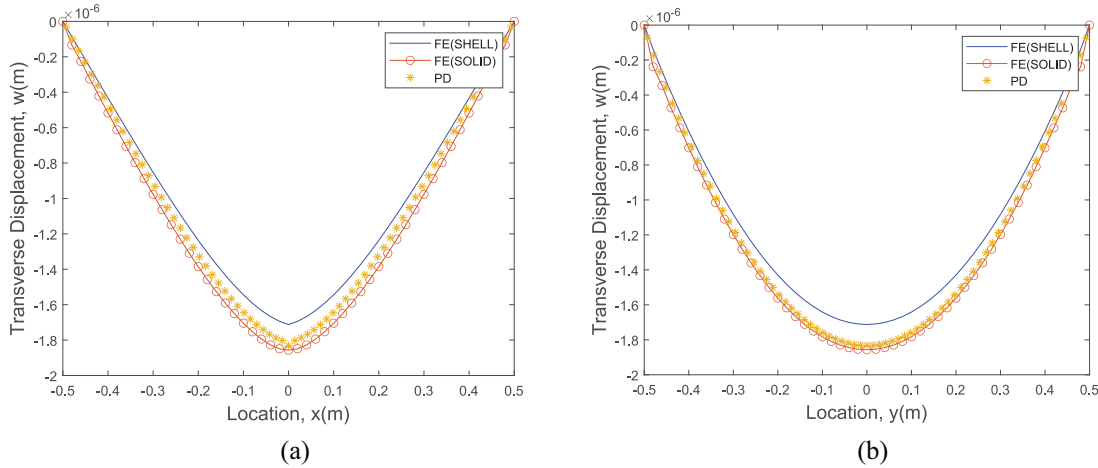 ×10⁻⁶
0
-0.2
-0.4
-0.6
-0.8
-1
-1.2
-1.4
-1.6
-1.8
-2
Transverse Displacement, w(m)
FE(SHELL)
FE(SOLID)
PD
-0.5 -0.4 -0.3 -0.2 -0.1 0 0.1 0.2 0.3 0.4 0.5
Location, x(m)
(a)
×10⁻⁶
0
-0.2
-0.4
-0.6
-0.8
-1
-1.2
-1.4
-1.6
-1.8
-2
Transverse Displacement, w(m)
FE(SHELL)
FE(SOLID)
PD
-0.5 -0.4 -0.3 -0.2 -0.1 0 0.1 0.2 0.3 0.4 0.5
Location, y(m)
(b)